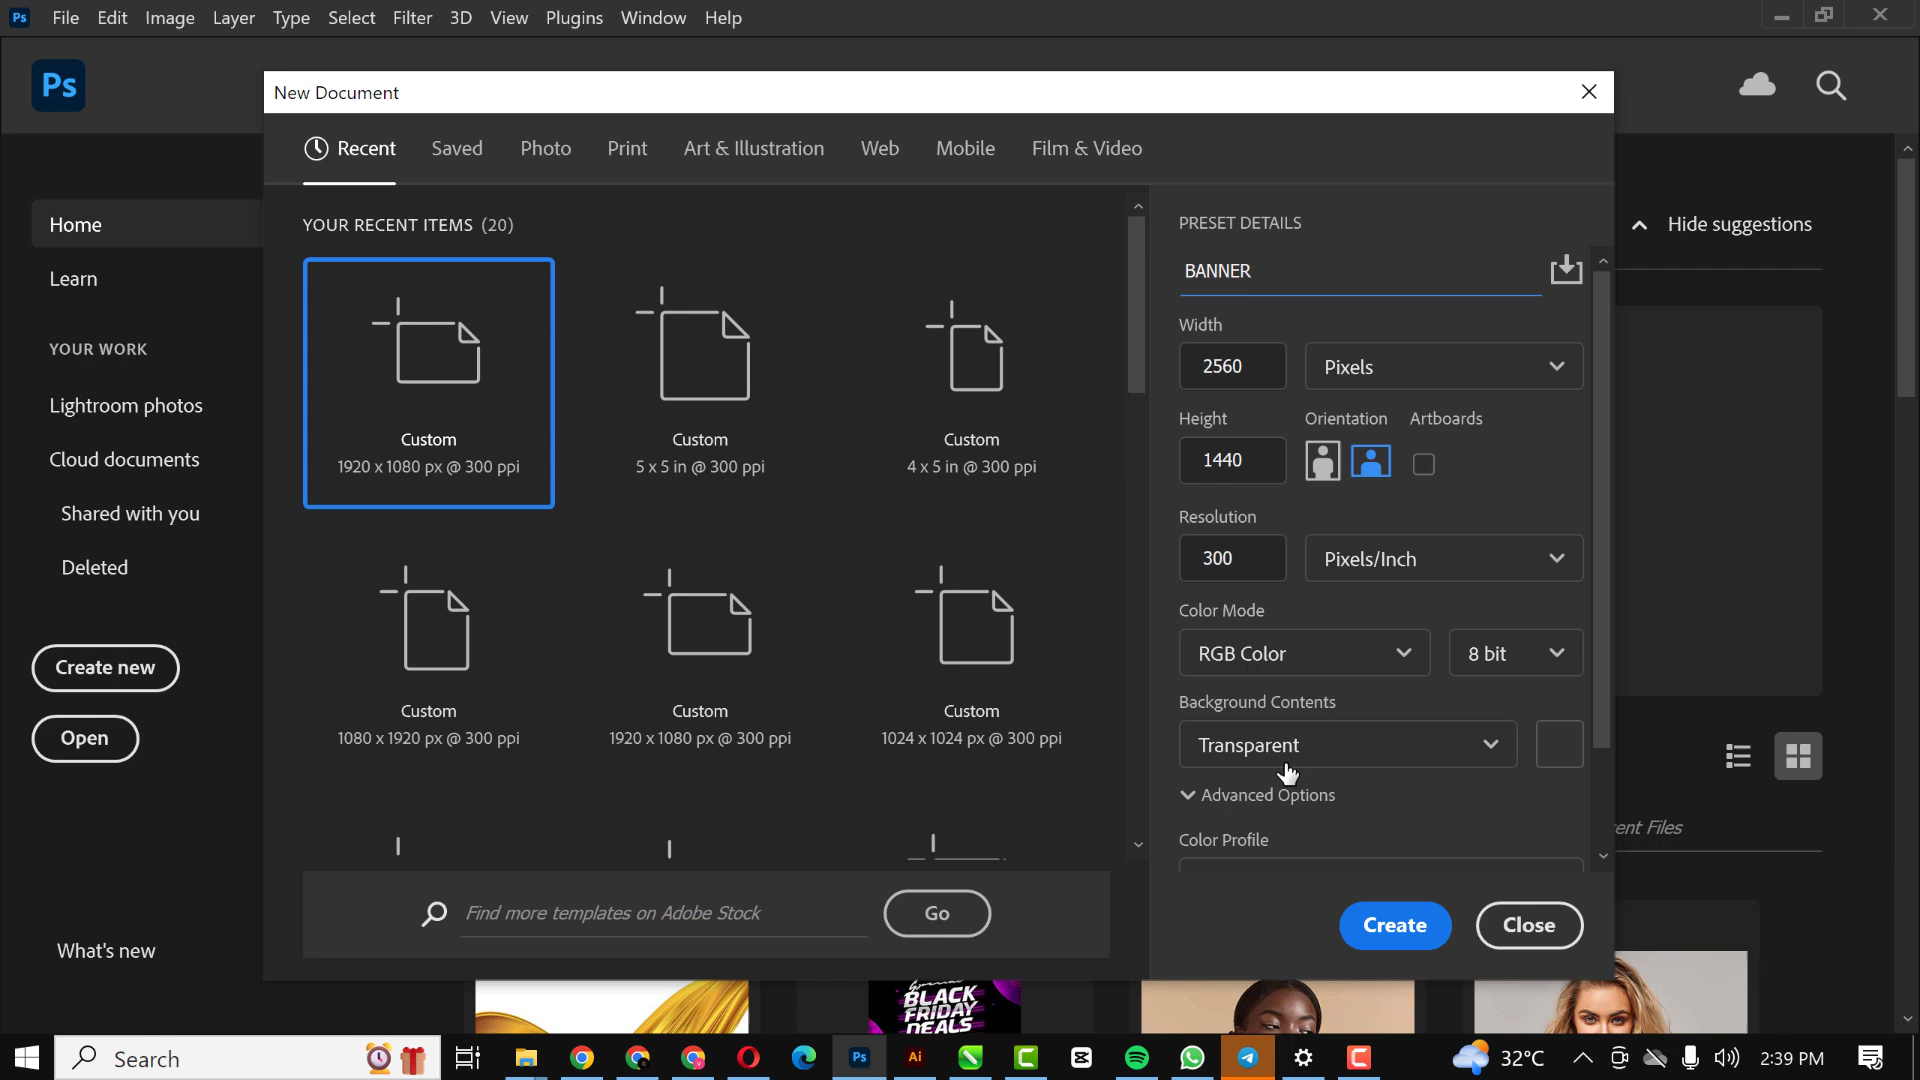 Ps File Edit Image Layer Type Select Filter 3D View Plugins Window Help
Ps
New Document
Recent Saved Photo Print Art & Illustration Web Mobile Film & Video
Home
Learn
YOUR WORK
Lightroom photos
Cloud documents
Shared with you
Deleted
Create new
Open
What's new
YOUR RECENT ITEMS (20)
Custom
1920 x 1080 px @ 300 ppi
Custom
5 x 5 in @ 300 ppi
Custom
4 x 5 in @ 300 ppi
Custom
1080 x 1920 px @ 300 ppi
Custom
1920 x 1080 px @ 300 ppi
Custom
1024 x 1024 px @ 300 ppi
Find more templates on Adobe Stock
Go
PRESET DETAILS
BANNER
Width
2560 Pixels
Height Orientation Artboards
1440
Resolution
300 Pixels/Inch
Color Mode
RGB Color 8 bit
Background Contents
Transparent
Advanced Options
Color Profile
Create Close
Hide suggestions
ent Files
Special
BLACK
FRIDAY
DEALS
Search
Ps
Ai
32°C
2:39 PM